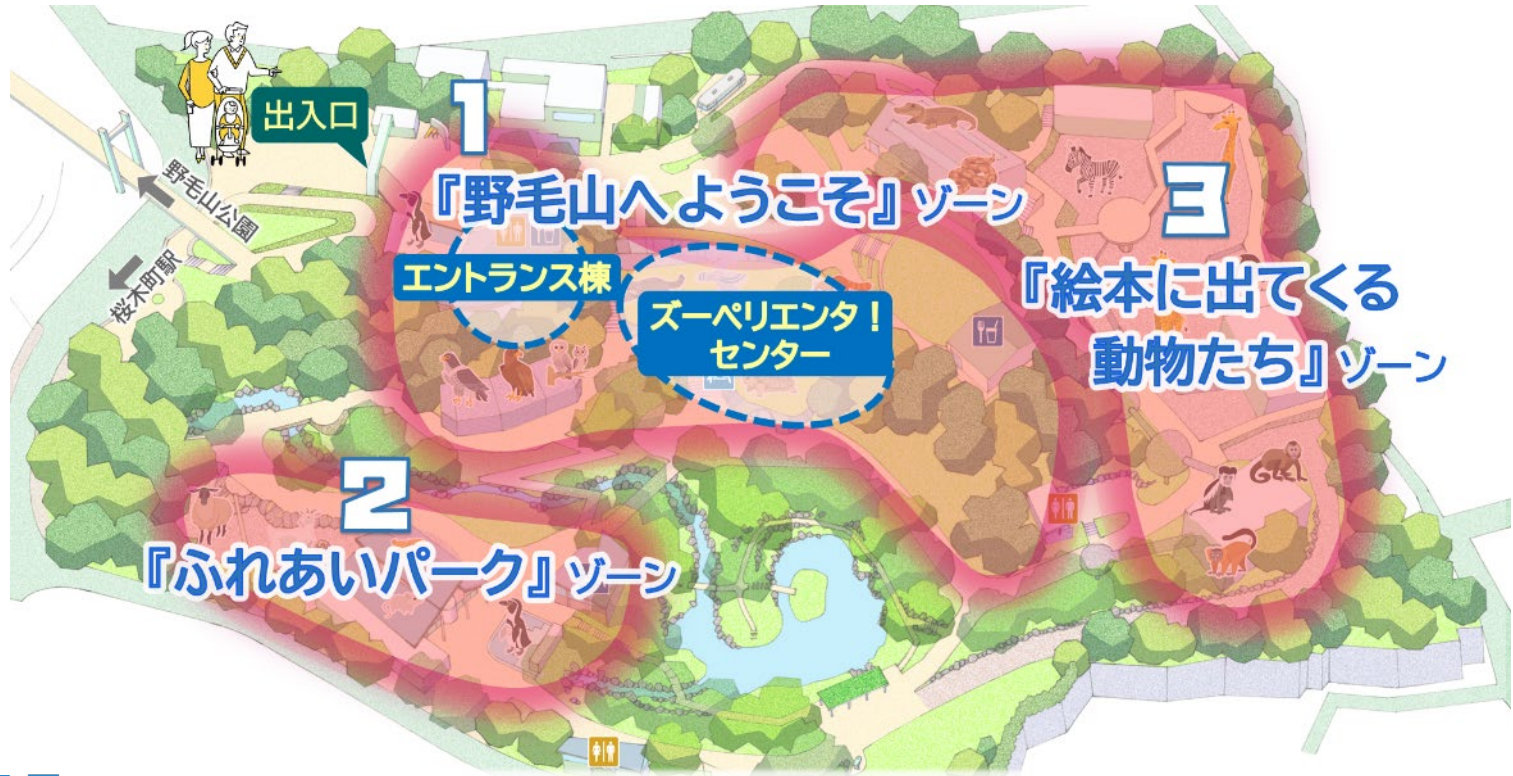 出入口
1
『野毛山へようこそ』ゾーン
野毛山公園
桜木町駅
エントランス棟
ズーペリエンタ!
センター
3
『絵本に出てくる
動物たち』ゾーン
2
『ふれあいパーク』ゾーン